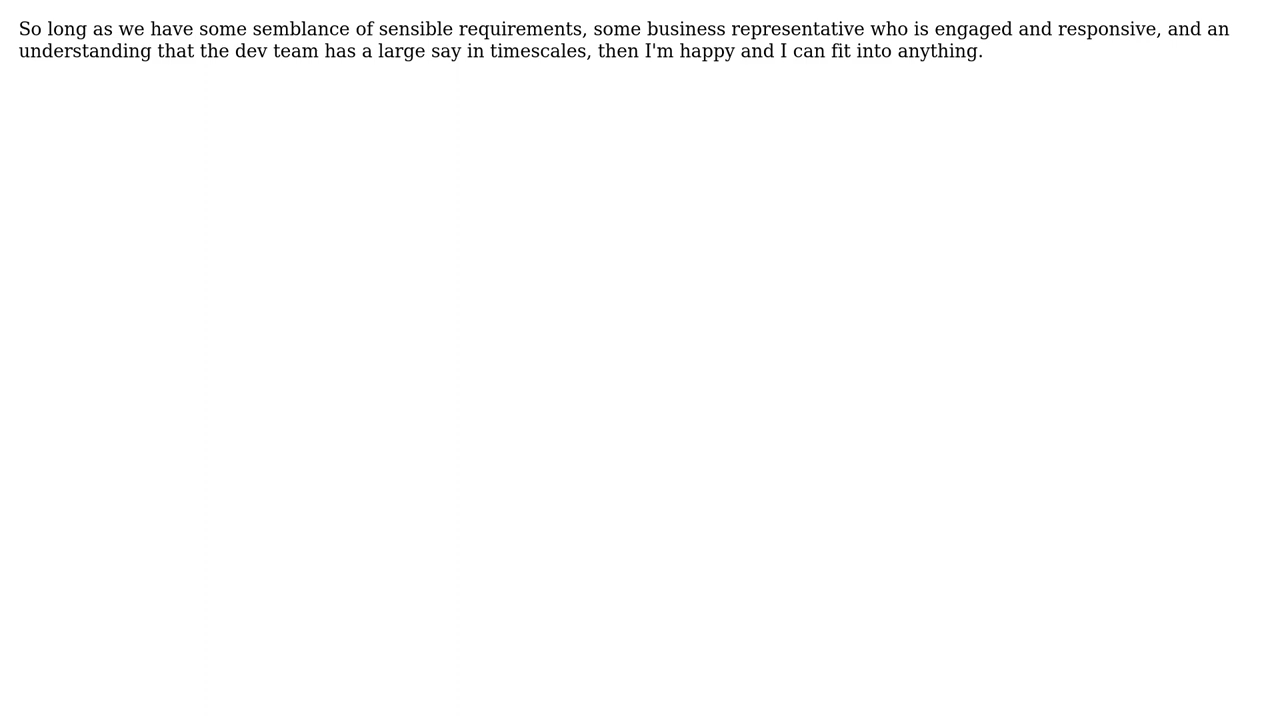 So long as we have some semblance of sensible requirements, some business representative who is engaged and responsive, and an
understanding that the dev team has a large say in timescales, then I'm happy and I can fit into anything.